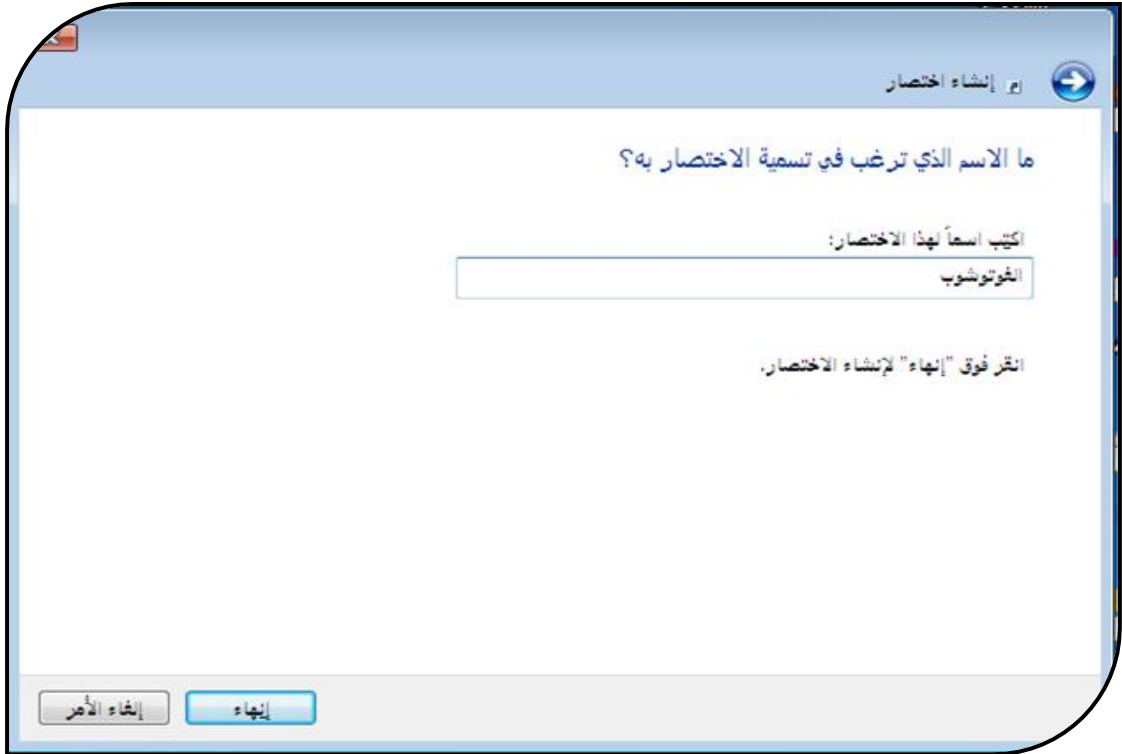 إنشاء اختصار
ما الاسم الذي ترغب في تسمية الاختصار به؟
اكتب اسماً لهذا الاختصار:
الفوتوشوب
انقر فوق "إنهاء" لإنشاء الاختصار.
إنهاء
إلغاء الأمر